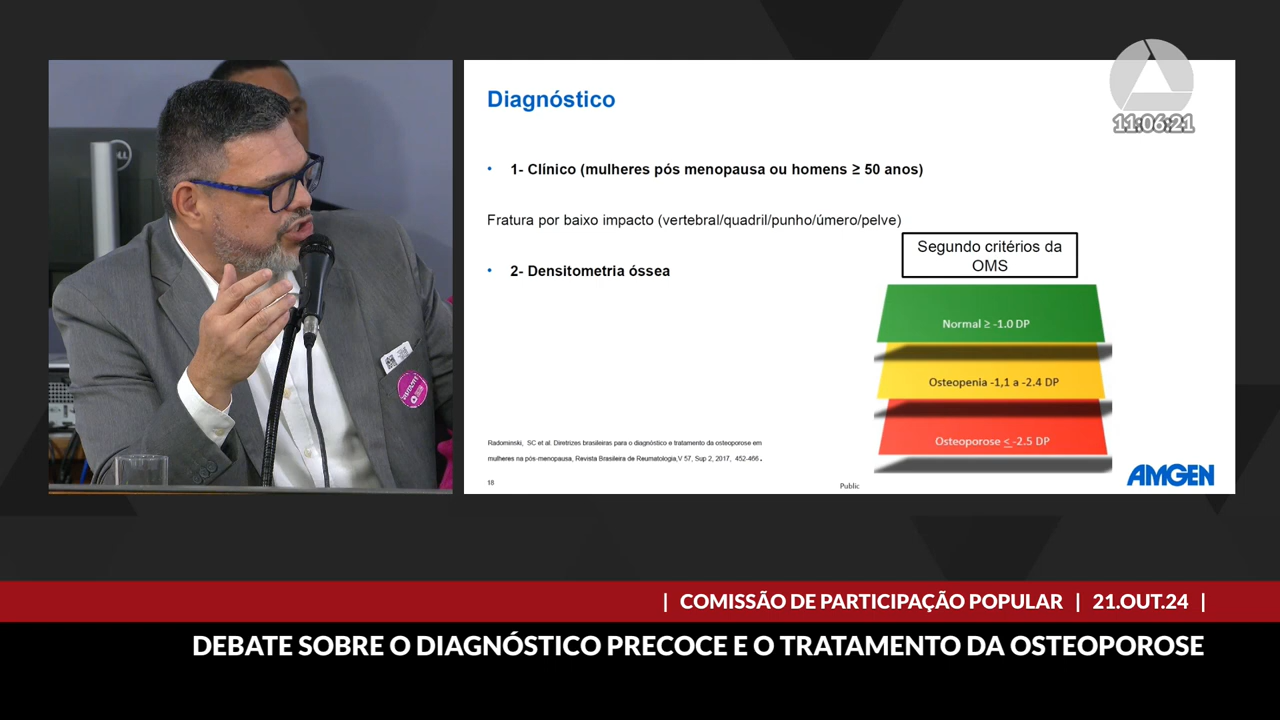 Diagnóstico
11:06:21
• 1- Clínico (mulheres pós menopausa ou homens ≥ 50 anos)
Fratura por baixo impacto (vertebral/quadril/punho/úmero/pelve)
• 2- Densitometria óssea
Segundo critérios da
OMS
Normal ≥ -1.0 DP
Osteopenia -1,1 a -2.4 DP
Osteoporose ≤ -2.5 DP
Radominski, SC et al. Diretrizes brasileiras para o diagnóstico e tratamento da osteoporose em
mulheres na pós-menopausa, Revista Brasileira de Reumatologia,V 57, Sup 2, 2017, 452-466.
18
Public
AMGEN
DELL
| COMISSÃO DE PARTICIPAÇÃO POPULAR | 21.OUT.24 |
DEBATE SOBRE O DIAGNÓSTICO PRECOCE E O TRATAMENTO DA OSTEOPOROSE